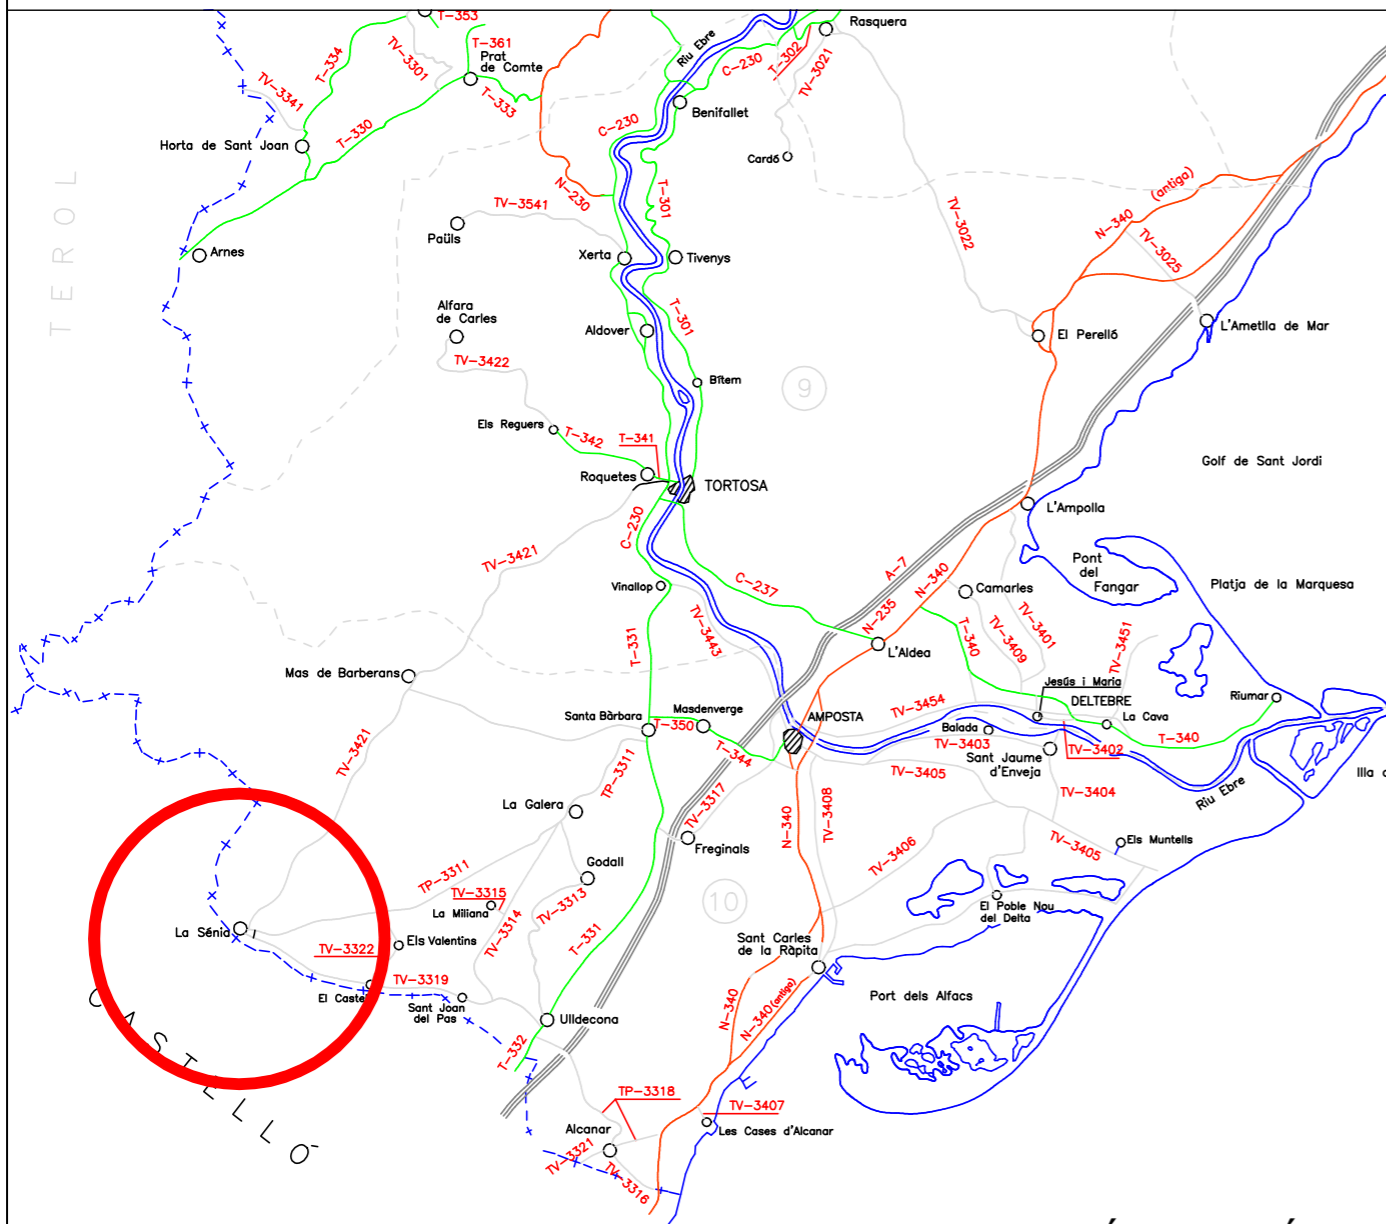 T-353
Rasquera
T-361
Riu Ebre
T-302
T-334
TV-3301
Prat
de Comte
C-230
TV-3021
TV-3341
T-333
Benifallet
T-330
C-230
Horta de Sant Joan
Cardó
TEROL
N-230
T-301
N-340
(antiga)
TV-3541
Paüls
TV-3022
TV-3025
Arnes
Xerta
Tivenys
Alfara
de Carles
T-301
Aldover
El Perelló
L'Ametlla de Mar
TV-3422
Bítem
9
Els Reguers
T-342
T-341
Roquetes
TORTOSA
Golf de Sant Jordi
L'Ampolla
C-230
TV-3421
A-7
Pont
del
Fangar
Vinallop
C-237
N-340
Camarles
Platja de la Marquesa
N-235
TV-3401
T-331
TV-3443
T-340
TV-3409
TV-3451
L'Aldea
Mas de Barberans
Jesús i Maria
DELTEBRE
Riumar
TV-3454
Santa Bàrbara
T-350
Masdenverge
AMPOSTA
La Cava
Balada
T-340
TV-3421
TP-3311
T-344
TV-3403
TV-3402
Sant Jaume
d'Enveja
TV-3405
TV-3404
Riu Ebre
Illa
La Galera
TV-3317
N-340
TV-3408
Freginals
TV-3406
TV-3405
Els Muntells
TP-3311
Godall
TV-3315
La Miliana
TV-3313
10
El Poble Nou
del Delta
TV-3314
La Sénia
TV-3322
Els Valentins
T-331
Sant Carles
de la Ràpita
TV-3319
El Castell
Sant Joan
del Pas
Port dels Alfacs
Ulldecona
N-340
N-340(antiga)
CASTELLÓ
T-332
E
TP-3318
TV-3407
Les Cases d'Alcanar
Alcanar
TV-3321
TV-3316